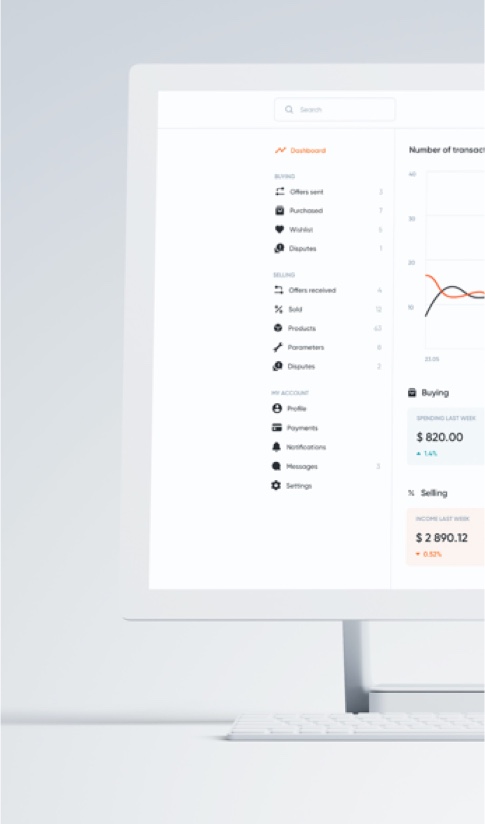 Search
Dashboard
BUYING
Offers sent 3
Purchased 7
Wishlist 5
Disputes 1
SELLING
Offers received 4
Sold 12
Products 43
Parameters 8
Disputes 2
MY ACCOUNT
Profile
Payments
Notifications
Messages 3
Settings
Number of transact
40
30
20
10
23.05
Buying
SPENDING LAST WEEK
$ 820.00
1.4%
% Selling
INCOME LAST WEEK
$ 2 890.12
0.52%